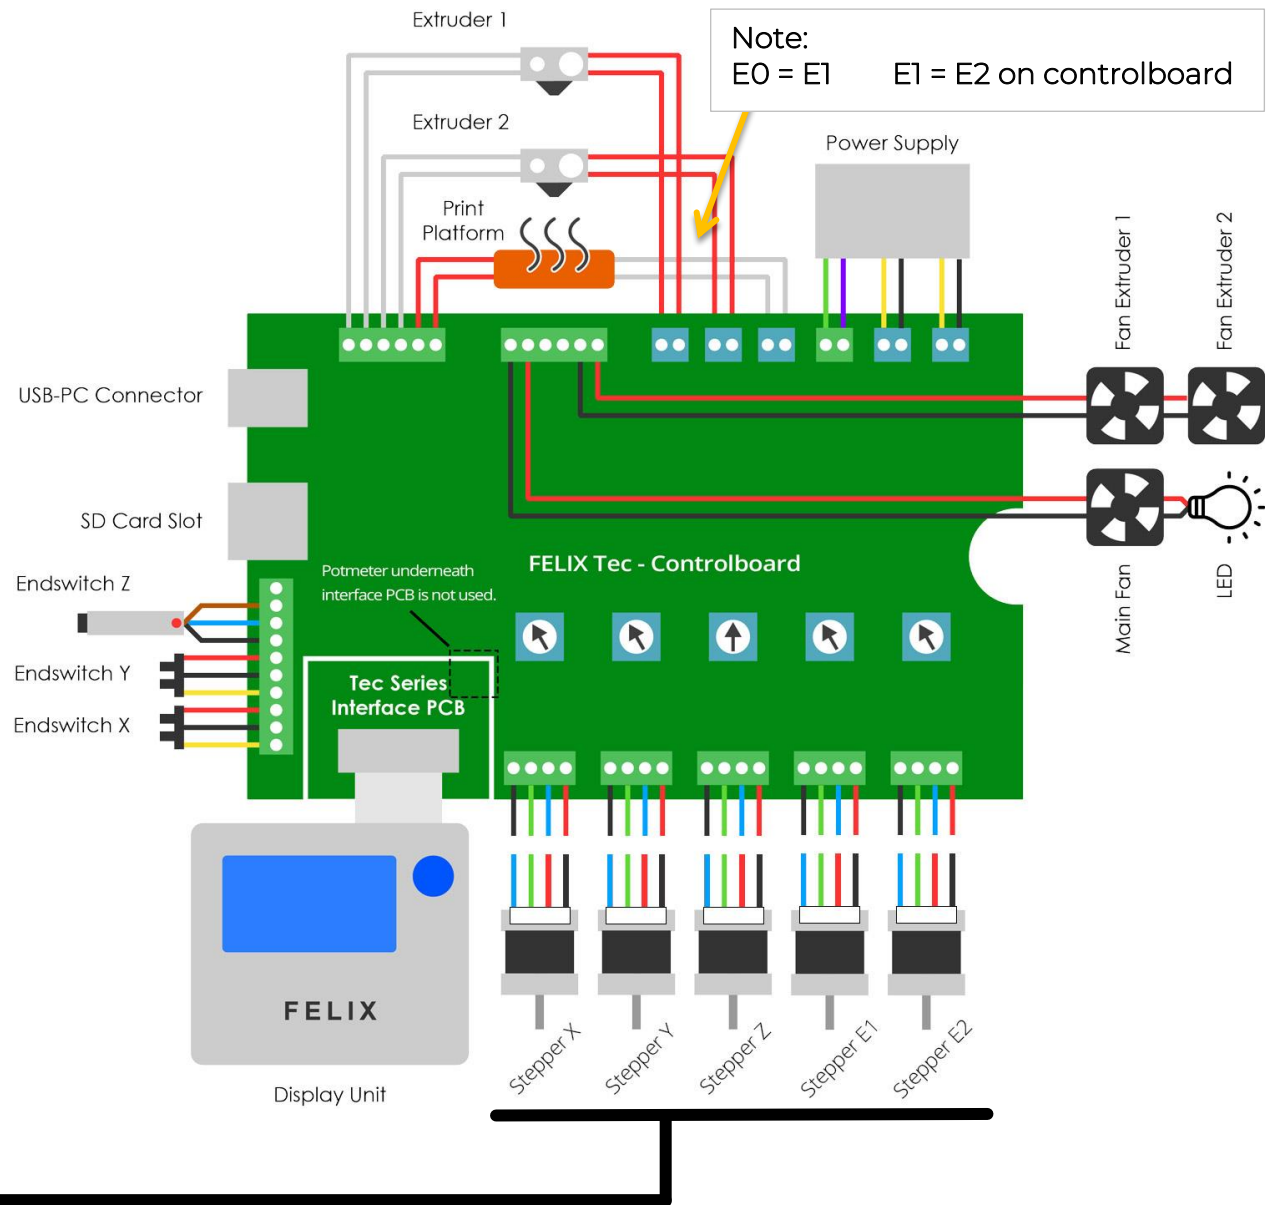 Extruder 1
Note:
E0 = E1 E1 = E2 on controlboard
Extruder 2
Power Supply
Print
Platform
Fan Extruder 1
Fan Extruder 2
USB-PC Connector
SD Card Slot
FELIX Tec - Controlboard
Potmeter underneath
interface PCB is not used.
Endswitch Z
Main Fan
LED
Endswitch Y
Tec Series
Interface PCB
Endswitch X
FELIX
Display Unit
Stepper X
Stepper Y
Stepper Z
Stepper E1
Stepper E2